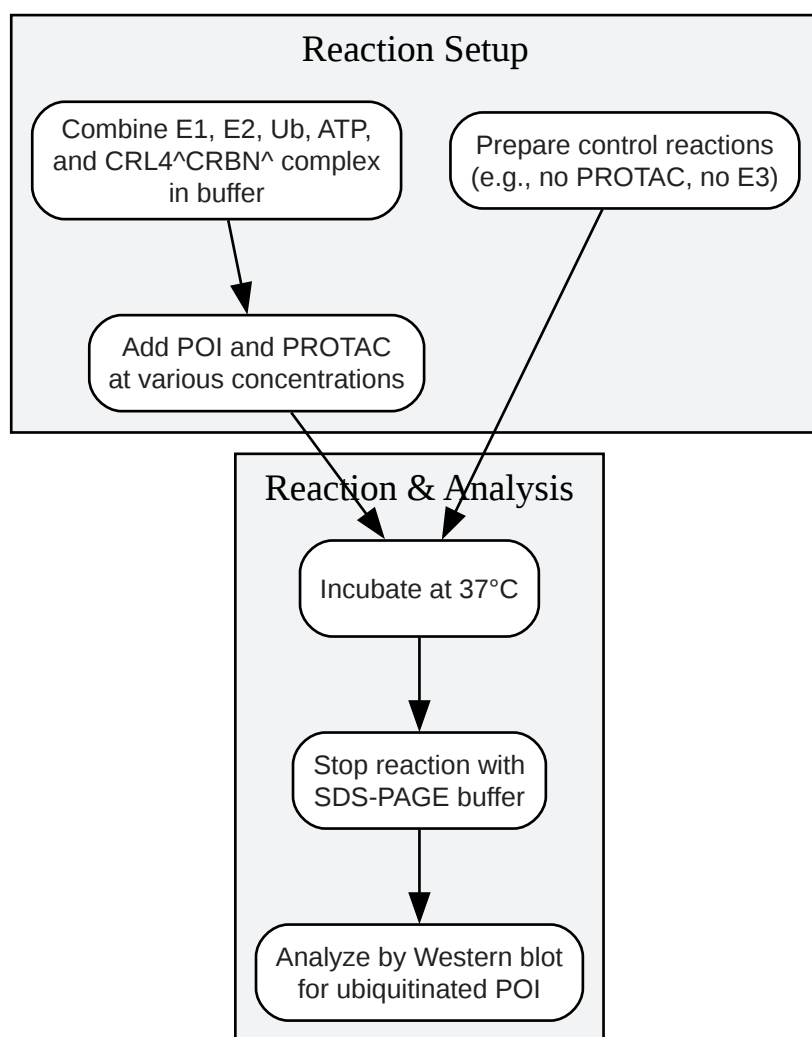 Reaction Setup
Combine E1, E2, Ub, ATP,
and CRL4^CRBN^ complex
in buffer
Prepare control reactions
(e.g., no PROTAC, no E3)
Add POI and PROTAC
at various concentrations
Reaction & Analysis
Incubate at 37°C
Stop reaction with
SDS-PAGE buffer
Analyze by Western blot
for ubiquitinated POI